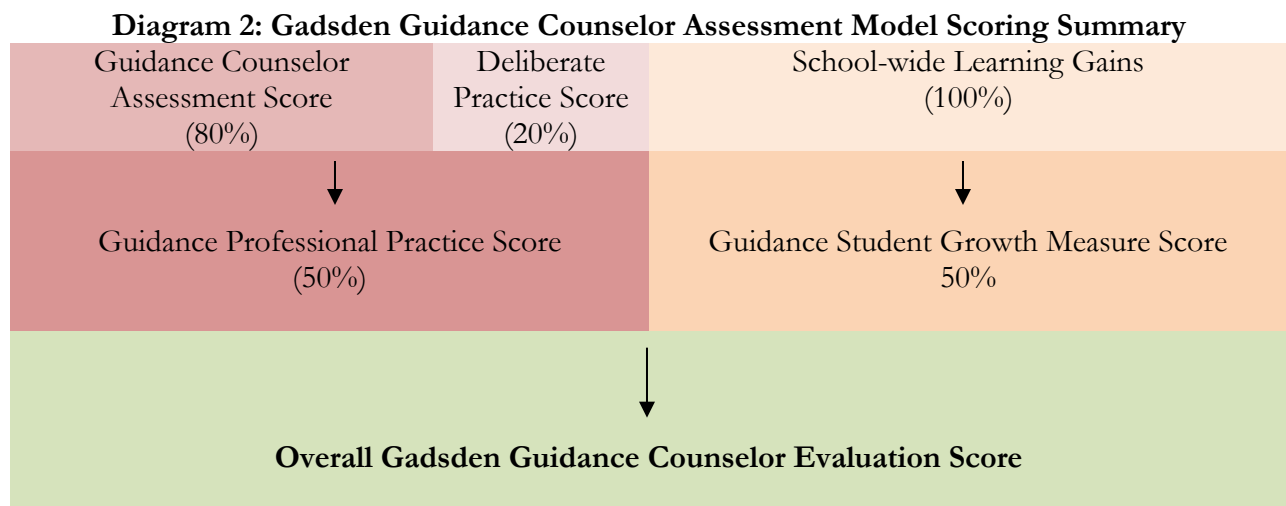 Diagram 2: Gadsden Guidance Counselor Assessment Model Scoring Summary
Guidance Counselor
Assessment Score
(80%)
Deliberate
Practice Score
(20%)
School-wide Learning Gains
(100%)
Guidance Professional Practice Score
(50%)
Guidance Student Growth Measure Score
50%
Overall Gadsden Guidance Counselor Evaluation Score